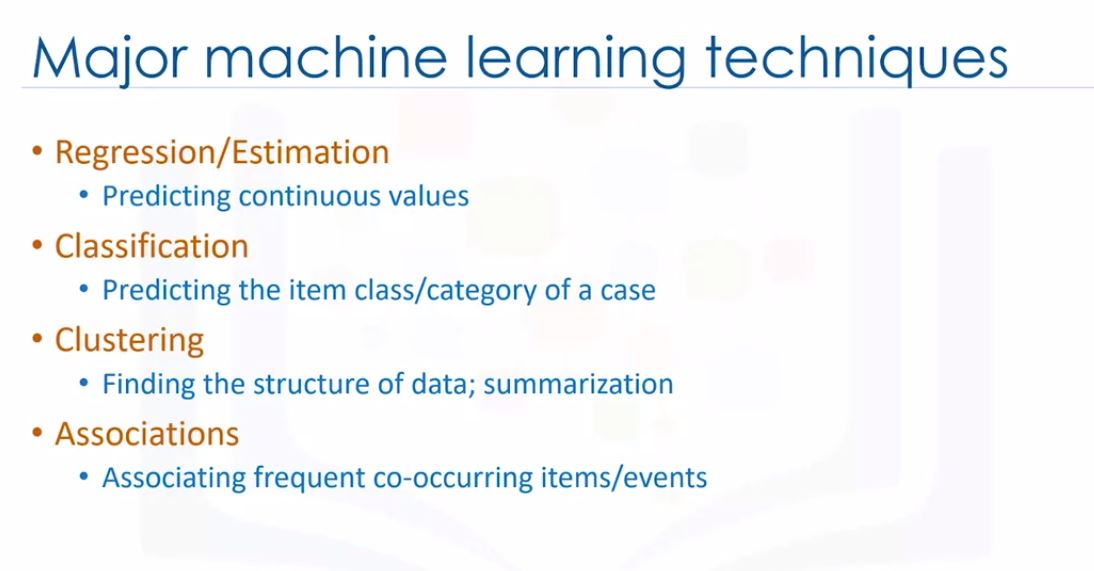 Major machine learning techniques
• Regression/Estimation
• Predicting continuous values
• Classification
• Predicting the item class/category of a case
• Clustering
• Finding the structure of data; summarization
• Associations
• Associating frequent co-occurring items/events